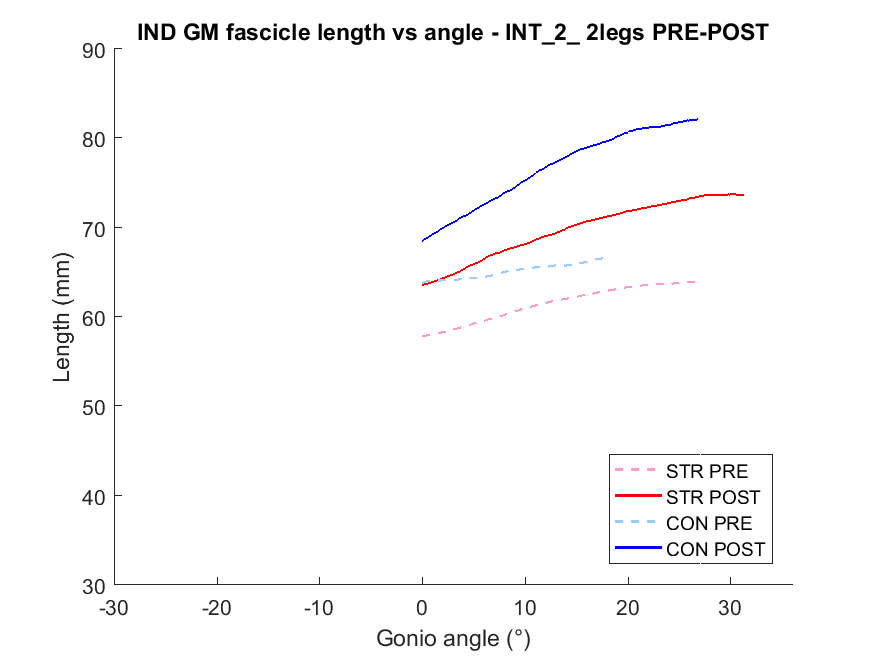 IND GM fascicle length vs angle - INT_2_ 2legs PRE-POST
90
80
70
60
50
40
30
Length (mm)
-30 -20 -10 0 10 20 30
Gonio angle (°)
STR PRE
STR POST
CON PRE
CON POST